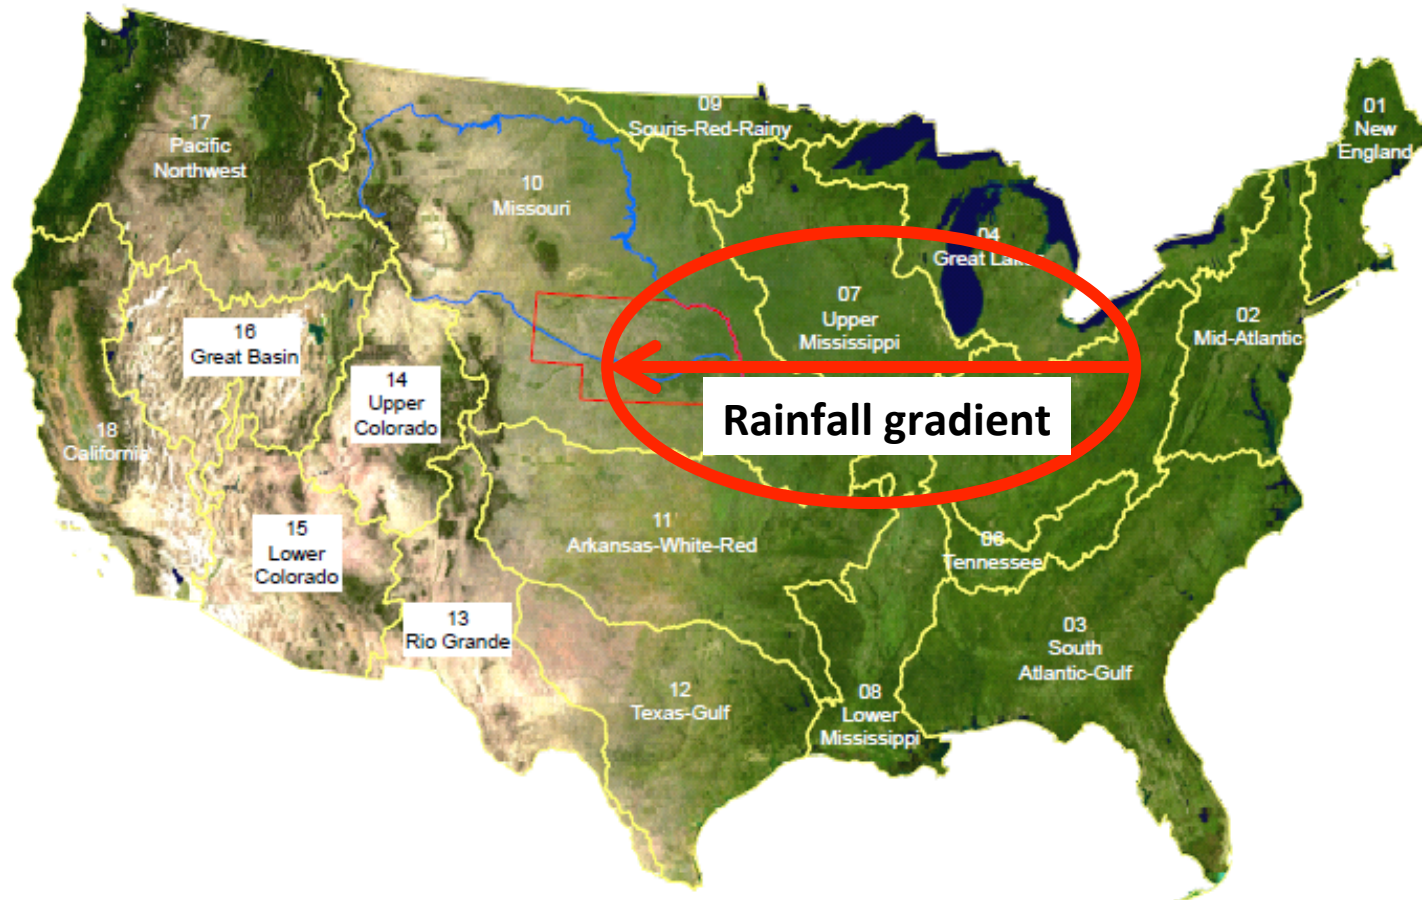 17
Pacific
Northwest
10
Missouri
09
Souris-Red-Rainy
01
New
England
04
Great Lakes
07
Upper
Mississippi
02
Mid-Atlantic
16
Great Basin
14
Upper
Colorado
Rainfall gradient
18
California
15
Lower
Colorado
11
Arkansas-White-Red
06
Tennessee
13
Rio Grande
03
South
Atlantic-Gulf
12
Texas-Gulf
08
Lower
Mississippi